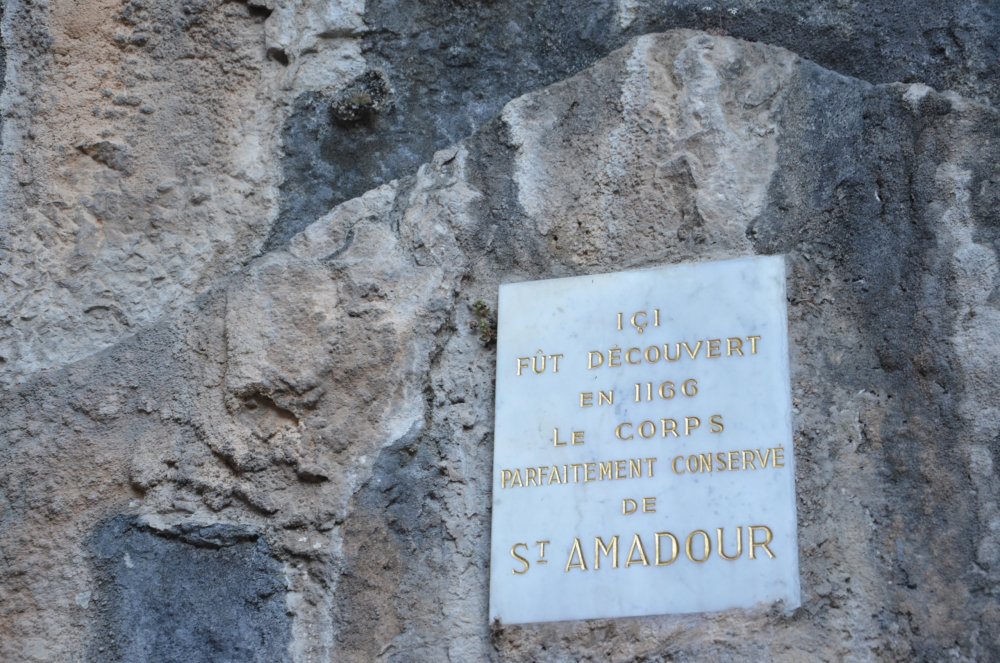 IÇI
FÛT DÉCOUVERT
EN 1166
LE CORPS
PARFAITEMENT CONSERVÉ
DE
ST AMADOUR